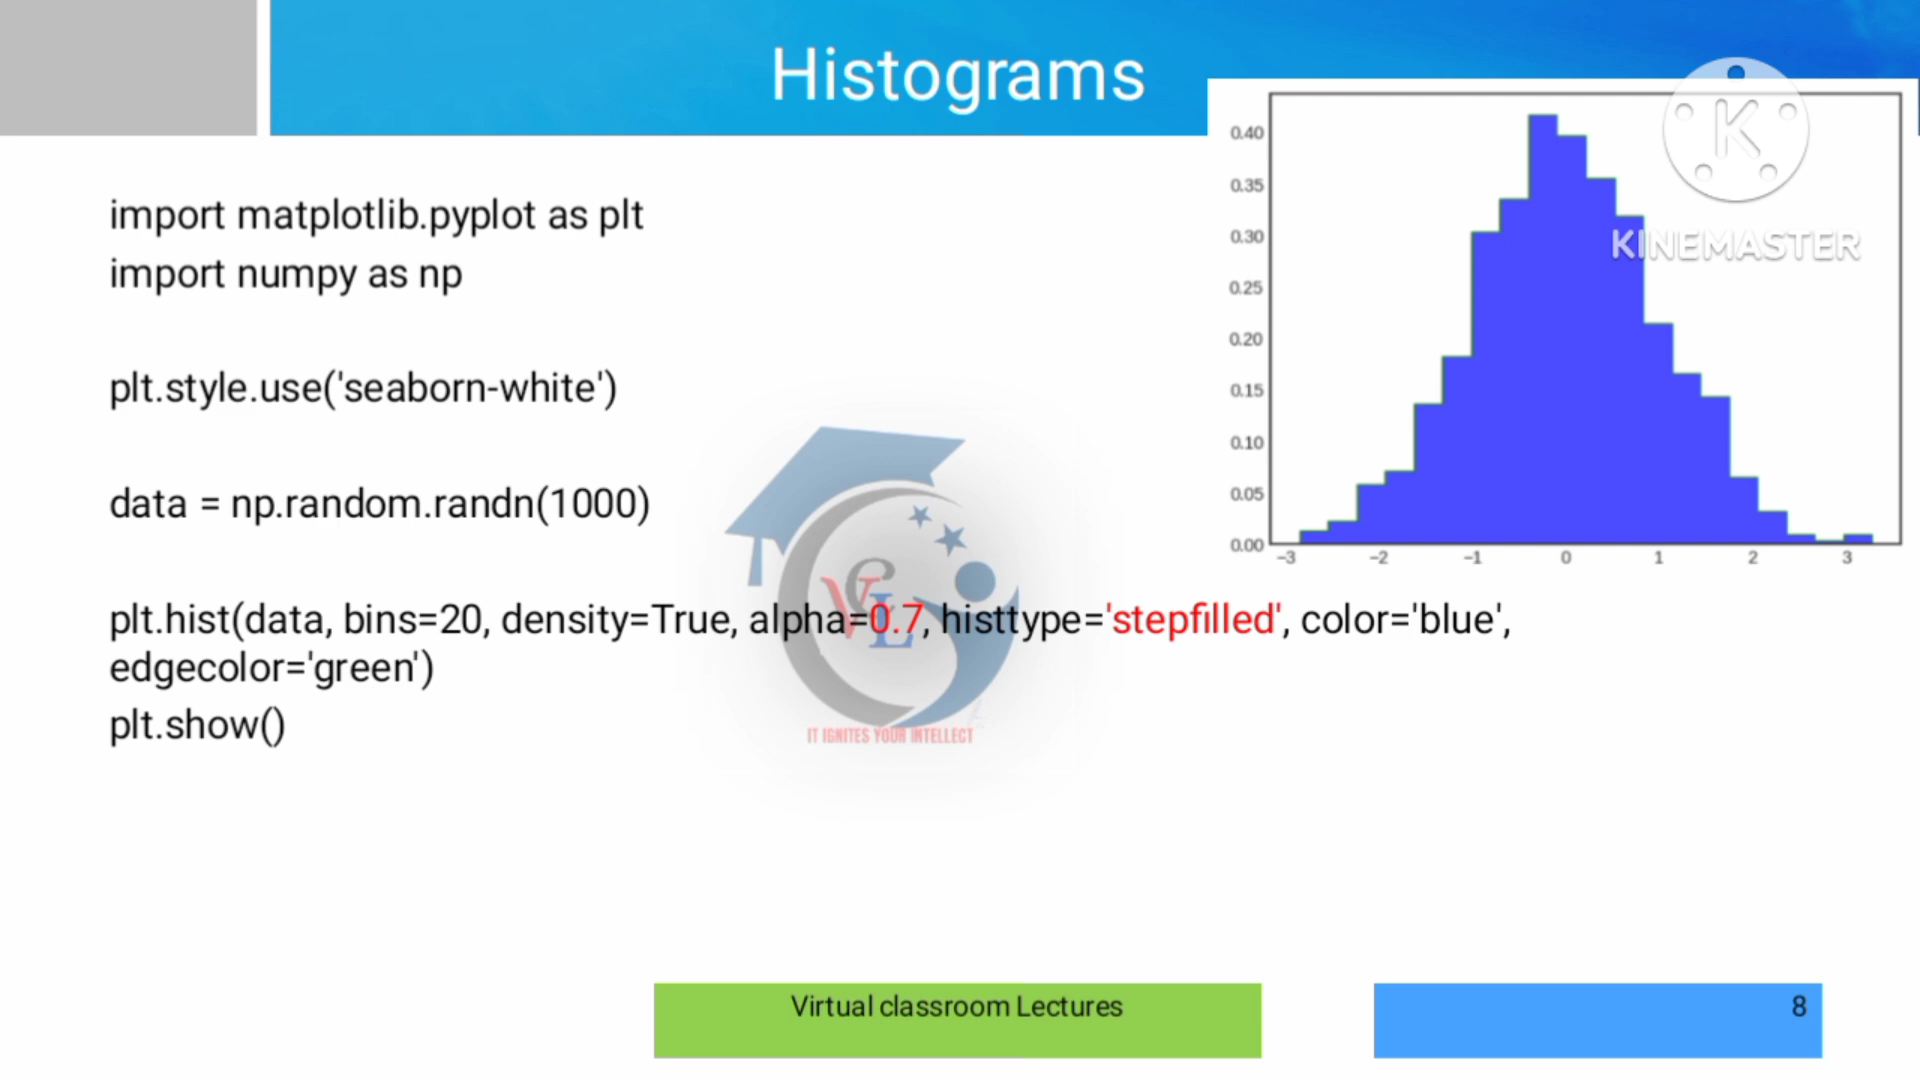 Histograms
import matplotlib.pyplot as plt
import numpy as np
plt.style.use('seaborn-white')
data = np.random.randn(1000)
plt.hist(data, bins=20, density=True, alpha=0.7, histtype='stepfilled', color='blue',
edgecolor='green')
plt.show()
0.40
0.35
0.30
0.25
0.20
0.15
0.10
0.05
0.00
−3 −2 −1 0 1 2 3
K
KINEMASTER
VCL
IT IGNITES YOUR INTELLECT
Virtual classroom Lectures
8